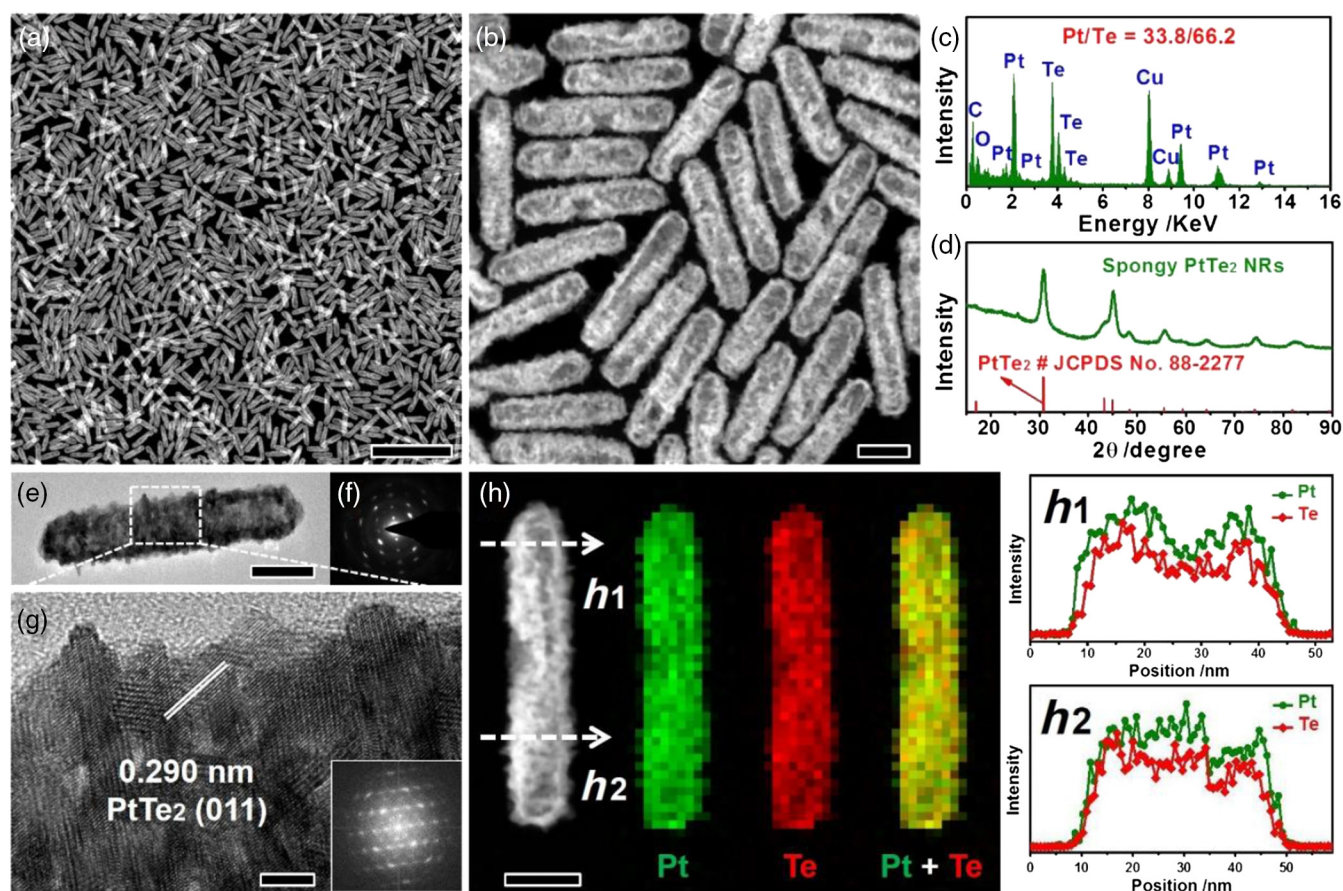 (a)
(b)
(c)
Pt/Te = 33.8/66.2
Pt
Te
Cu
C
O
Pt
Pt
Te
Te
Cu
Pt
Pt
Pt
Intensity
0 2 4 6 8 10 12 14 16
Energy /KeV
(d)
Spongy PtTe₂ NRs
PtTe₂ # JCPDS No. 88-2277
Intensity
20 30 40 50 60 70 80 90
2θ /degree
(e)
(f)
(g)
0.290 nm
PtTe₂ (011)
(h)
h1
h2
Pt
Te
Pt + Te
h1
Pt
Te
Intensity
0 10 20 30 40 50
Position /nm
h2
Pt
Te
Intensity
0 10 20 30 40 50
Position /nm